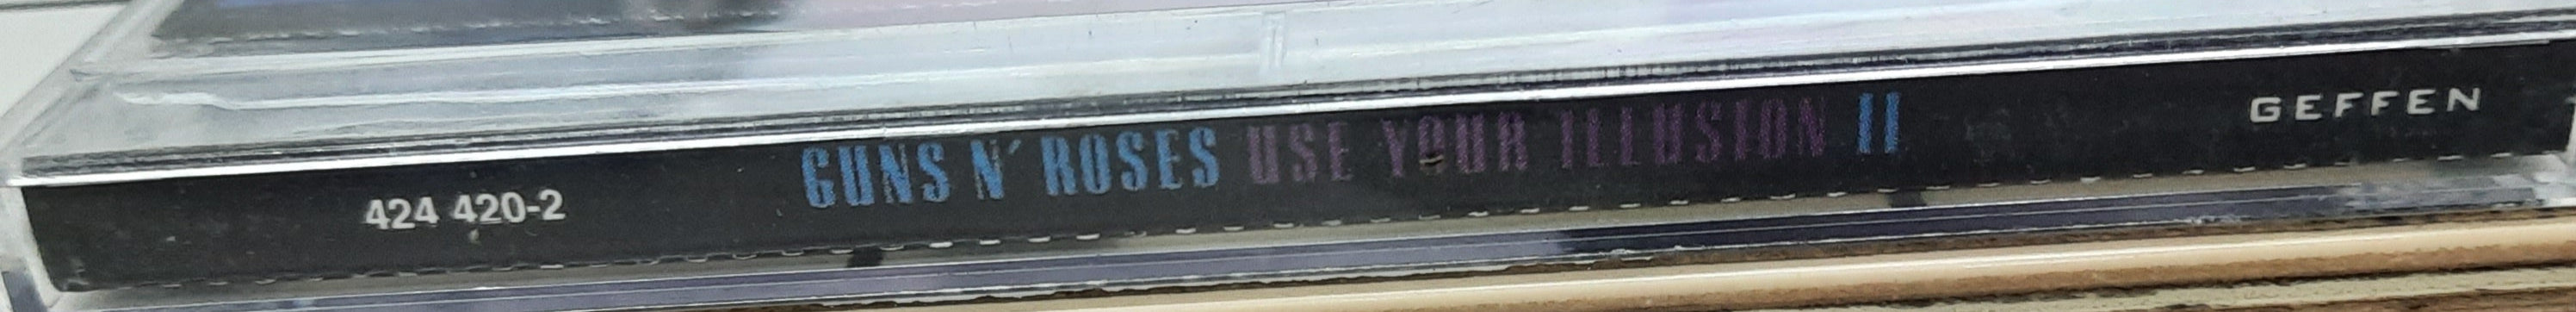 424 420-2 GUNS N' ROSES USE YOUR ILLUSION II GEFFEN